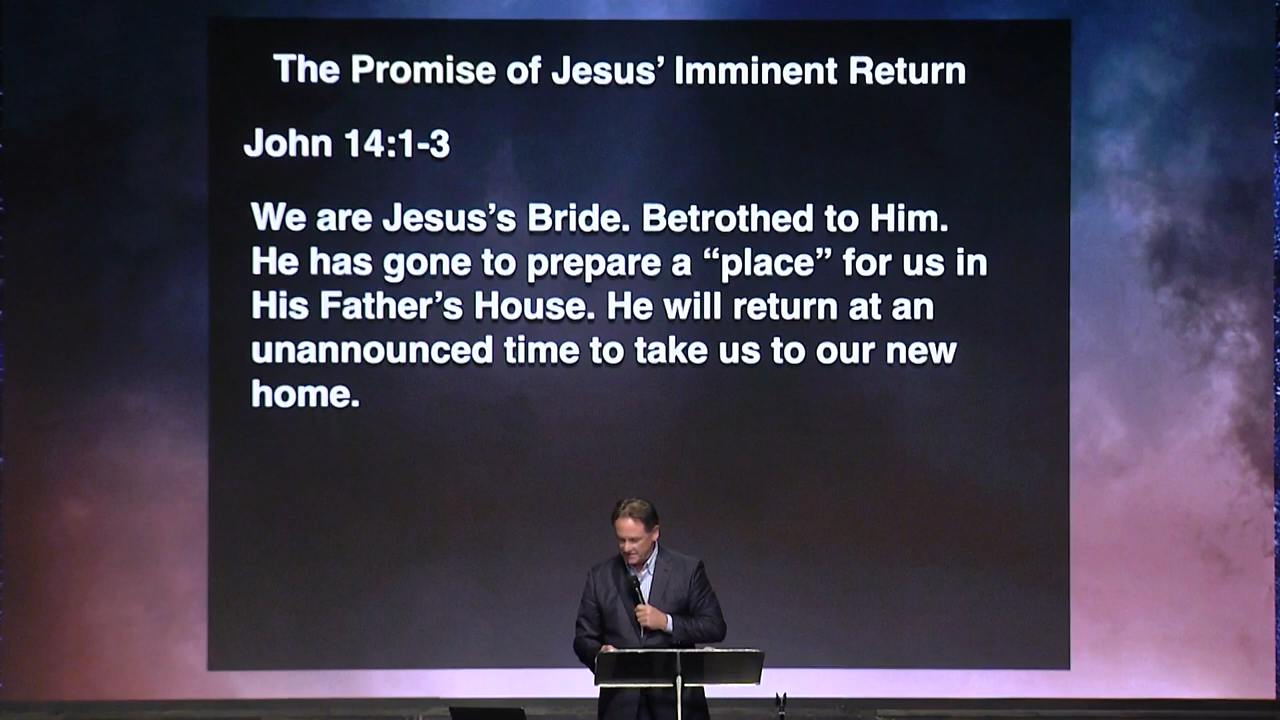 The Promise of Jesus’ Imminent Return
John 14:1-3
We are Jesus’s Bride. Betrothed to Him.
He has gone to prepare a “place” for us in
His Father’s House. He will return at an
unannounced time to take us to our new
home.